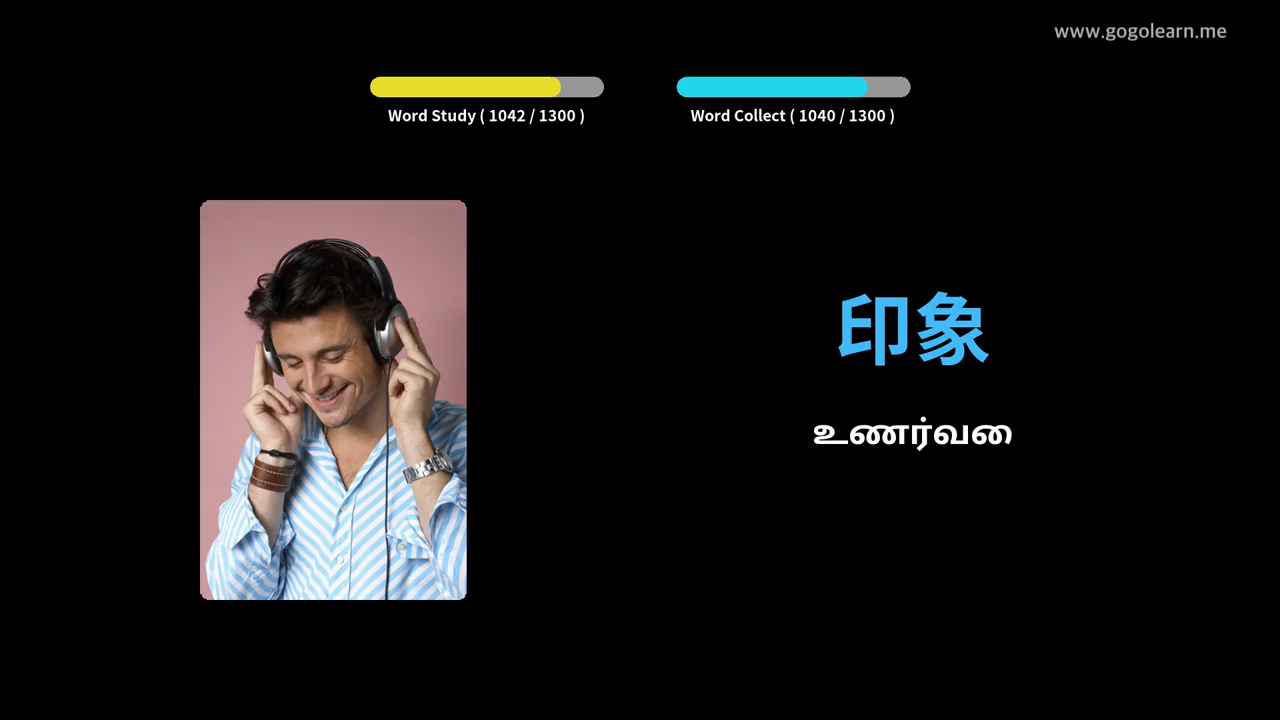 www.gogolearn.me
Word Study ( 1042 / 1300 )
Word Collect ( 1040 / 1300 )
印象
உணர்வை